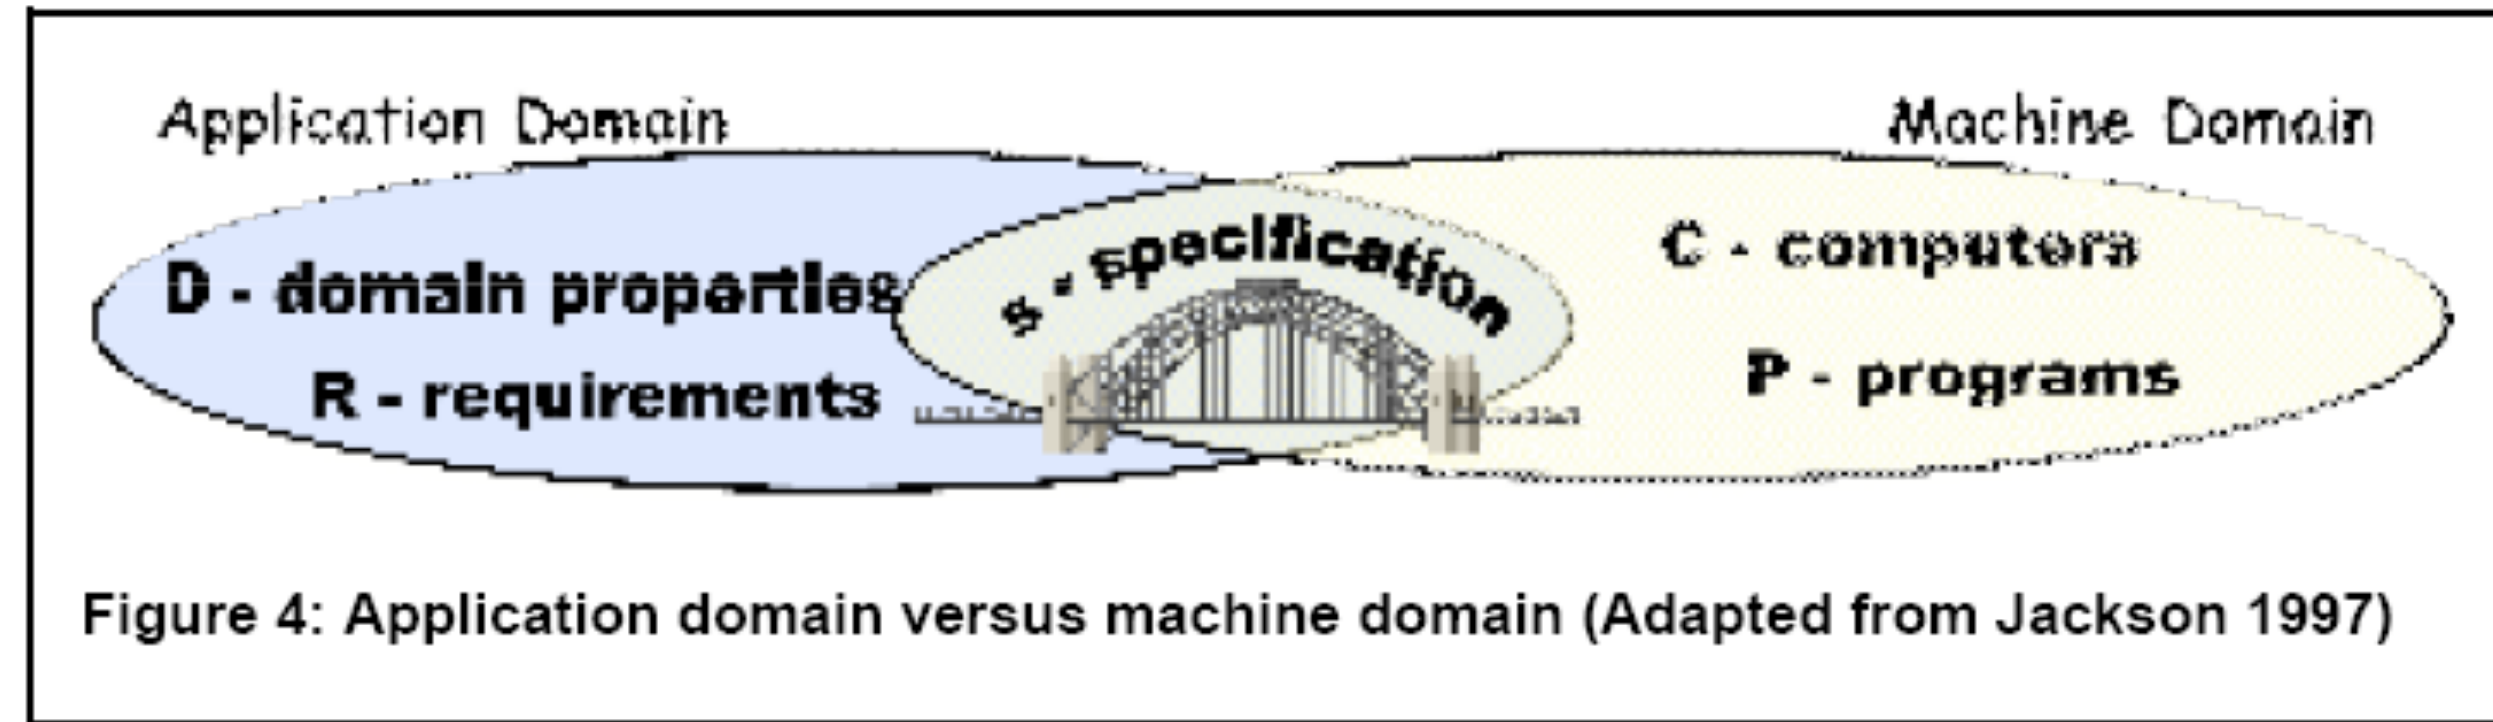 Application Domain
Machine Domain
D - domain properties
R - requirements
s - specification
C - computers
P - programs
Figure 4: Application domain versus machine domain (Adapted from Jackson 1997)